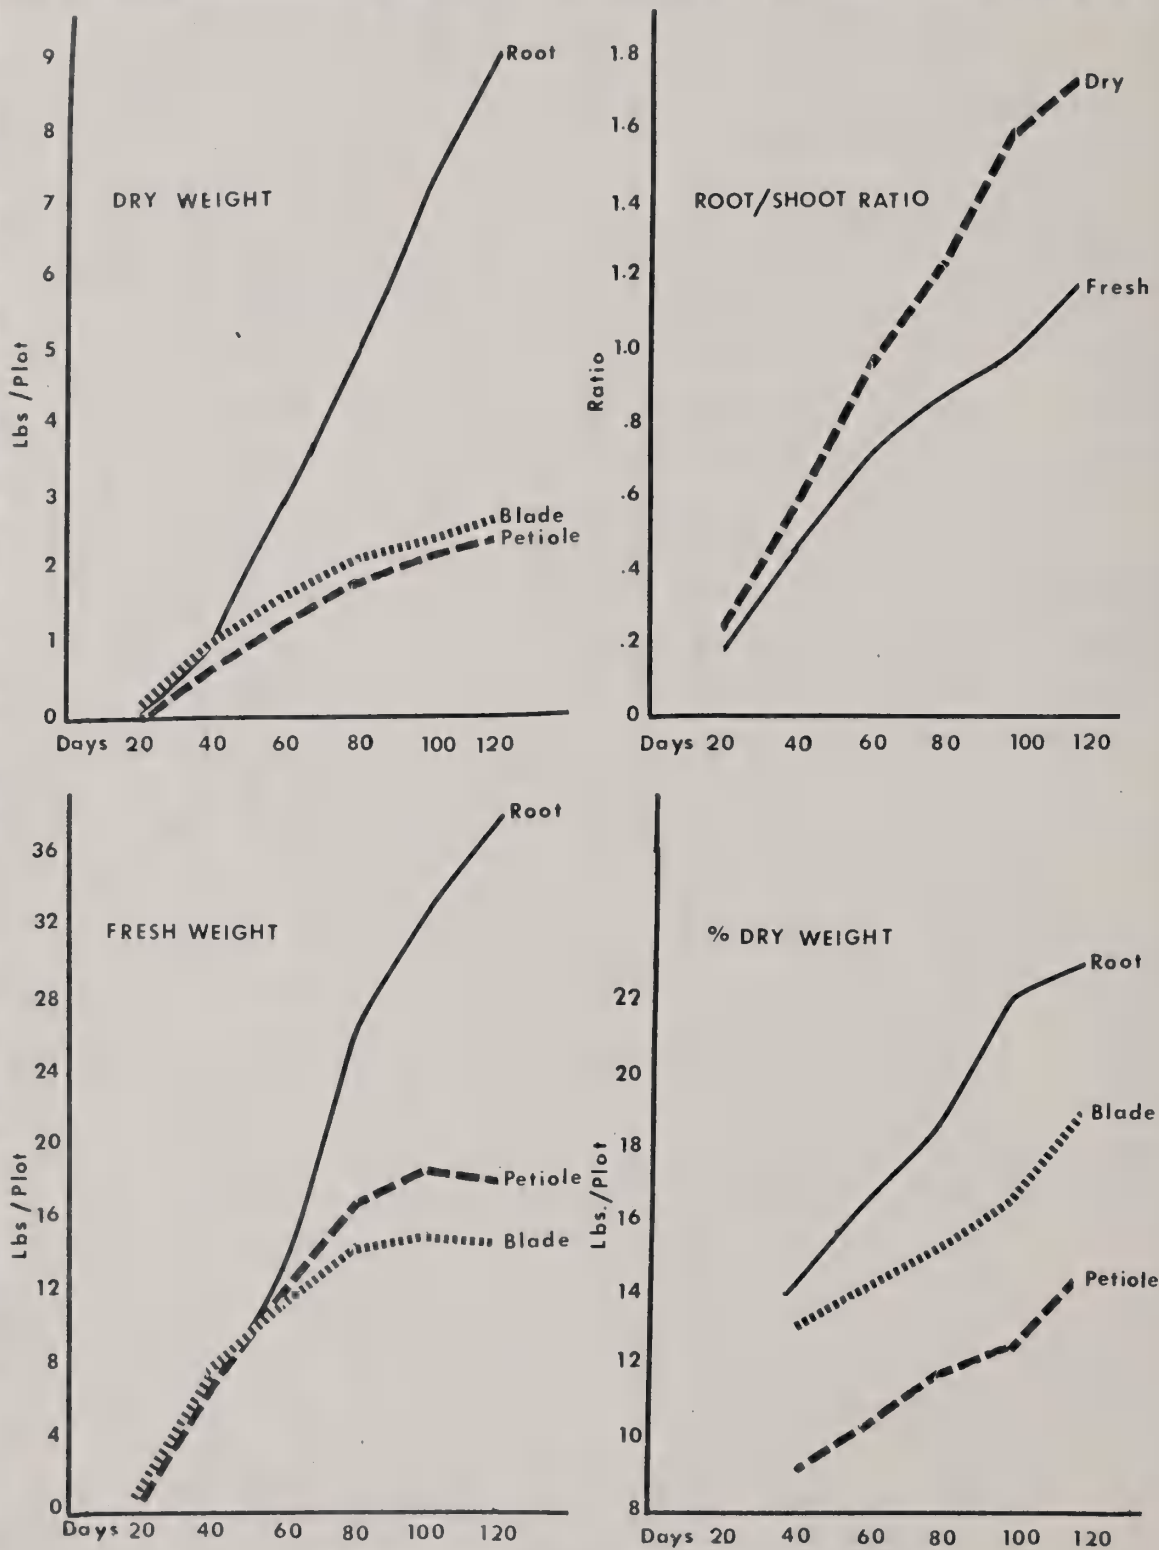 DRY WEIGHT
Lbs /Plot
9
8
7
6
5
4
3
2
1
0
Root
Blade
Petiole
Days 20 40 60 80 100 120
ROOT/SHOOT RATIO
Ratio
1.8
1.6
1.4
1.2
1.0
.8
.6
.4
.2
0
Dry
Fresh
Days 20 40 60 80 100 120
FRESH WEIGHT
Lbs /Plot
36
32
28
24
20
16
12
8
4
0
Root
Petiole
Blade
Days 20 40 60 80 100 120
% DRY WEIGHT
Lbs./Plot
22
20
18
16
14
12
10
8
Root
Blade
Petiole
Days 20 40 60 80 100 120